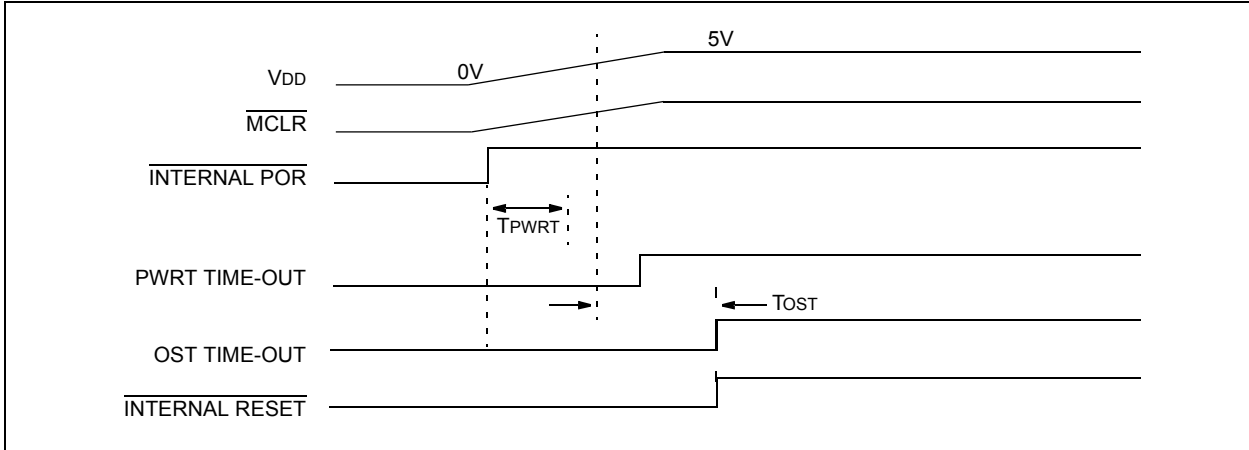 5V
VDD 0V
MCLR
INTERNAL POR
TPWRT
PWRT TIME-OUT
TOST
OST TIME-OUT
INTERNAL RESET